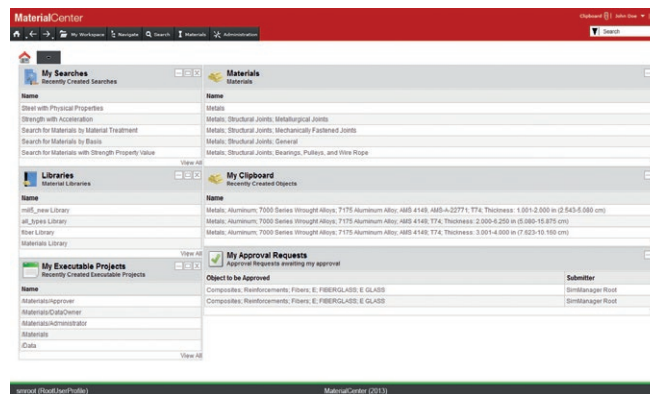 MaterialCenter
Clipboard
John Doe
My Workspace
Navigate
Search
Materials
Administration
Search
My Searches
Recently Created Searches
Name
Steel with Physical Properties
Strength with Acceleration
Search for Materials by Material Treatment
Search for Materials by Basis
Search for Materials with Strength Property Value
View All
Libraries
Material Libraries
Name
mil5_new Library
all_types Library
fiber Library
Materials Library
View All
My Executable Projects
Recently Created Executable Projects
Name
/Materials/Approver
/Materials/DataOwner
/Materials/Administrator
/Materials
/Data
View All
Materials
Materials
Name
Metals
Metals; Structural Joints; Metallurgical Joints
Metals; Structural Joints; Mechanically Fastened Joints
Metals; Structural Joints; General
Metals; Structural Joints; Bearings, Pulleys, and Wire Rope
My Clipboard
Recently Created Objects
Name
Metals; Aluminum; 7000 Series Wrought Alloys; 7175 Aluminum Alloy; AMS 4148, AMS-A-22771; T74; Thickness: 1.001-2.000 in (2.543-5.080 cm)
Metals; Aluminum; 7000 Series Wrought Alloys; 7175 Aluminum Alloy; AMS 4149; T74; Thickness: 2.000-6.250 in (5.080-15.875 cm)
Metals; Aluminum; 7000 Series Wrought Alloys; 7175 Aluminum Alloy; AMS 4149; T74; Thickness: 3.001-4.000 in (7.623-10.160 cm)
My Approval Requests
Approval Requests awaiting my approval
Object to be Approved Submitter
Composites; Reinforcements; Fibers; E; FIBERGLASS; E GLASS SimManager Root
Composites; Reinforcements; Fibers; E; FIBERGLASS; E GLASS SimManager Root
smroot (RootUserProfile)
MaterialCenter (2013)